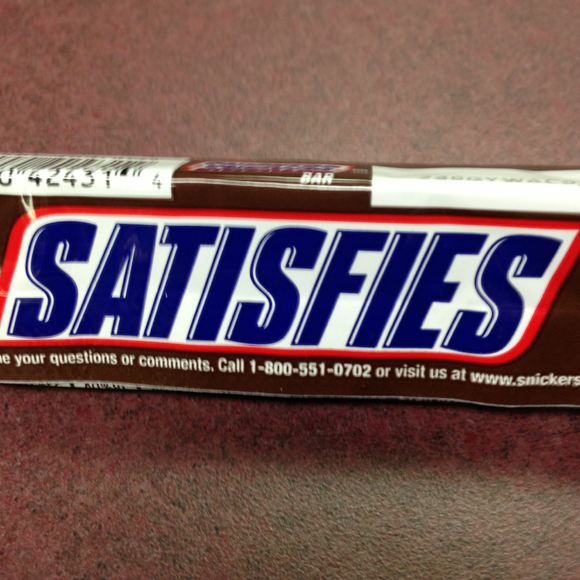 0 42431 4
BAR
SATISFIES
e your questions or comments. Call 1-800-551-0702 or visit us at www.snickers